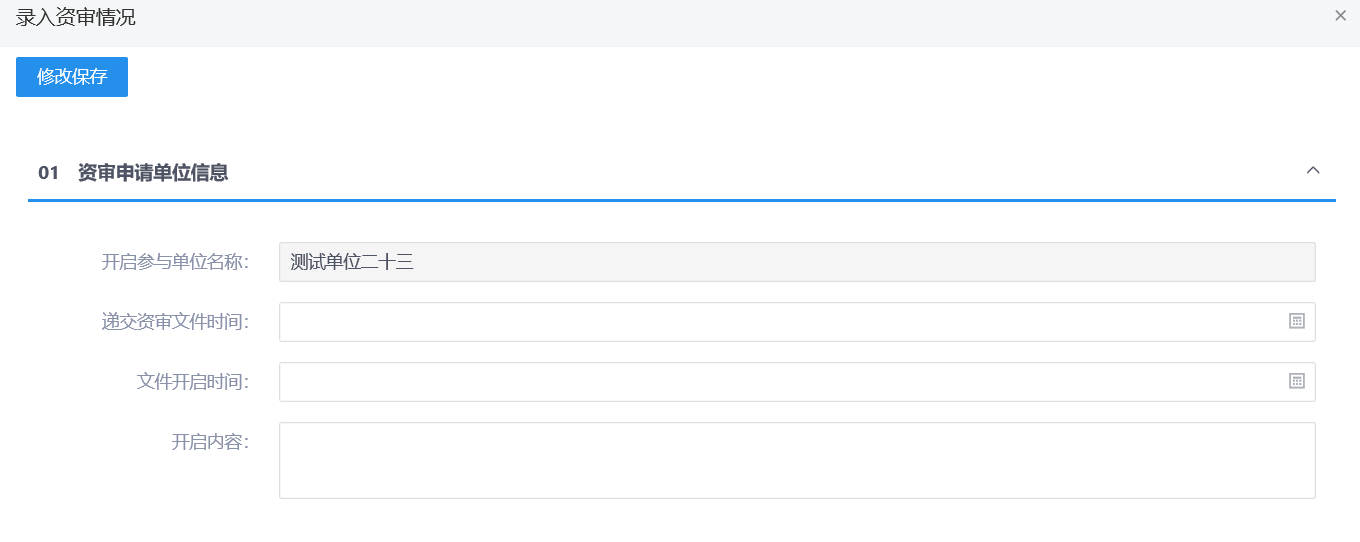 录入资审情况
修改保存
01 资审申请单位信息
开启参与单位名称： 测试单位二十三
递交资审文件时间：
文件开启时间：
开启内容：